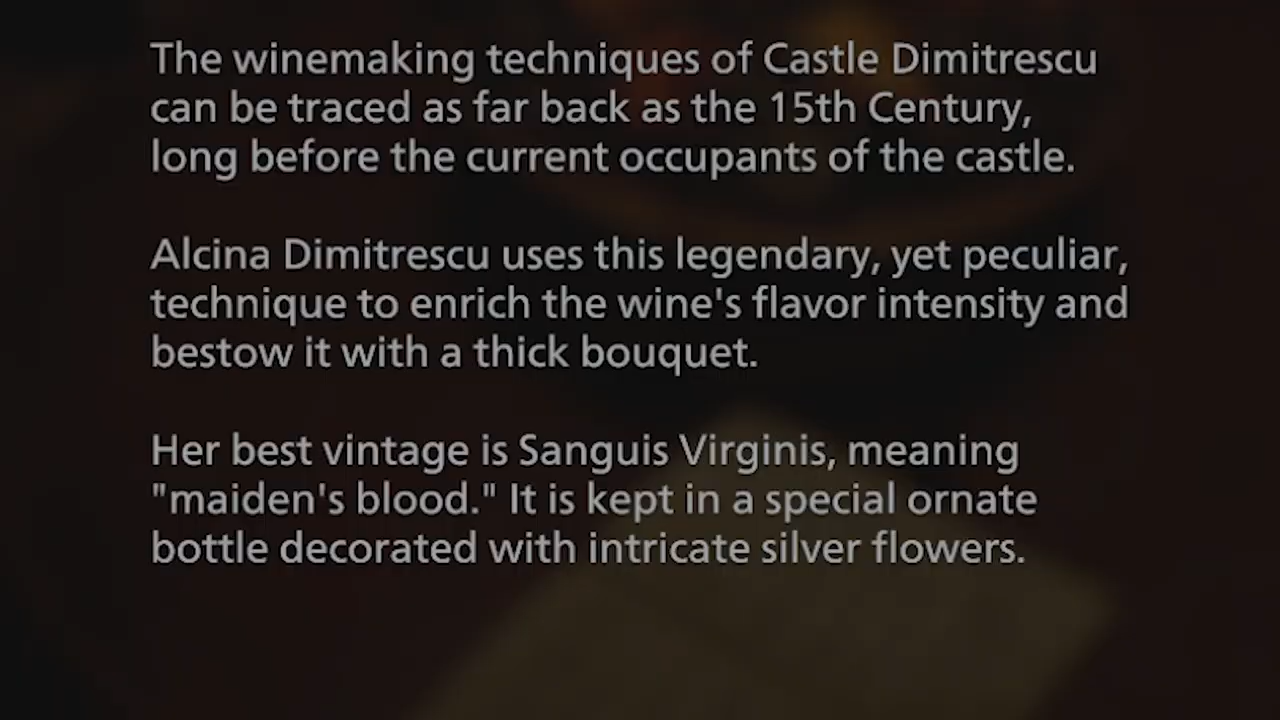 The winemaking techniques of Castle Dimitrescu
can be traced as far back as the 15th Century,
long before the current occupants of the castle.
Alcina Dimitrescu uses this legendary, yet peculiar,
technique to enrich the wine's flavor intensity and
bestow it with a thick bouquet.
Her best vintage is Sanguis Virginis, meaning
"maiden's blood." It is kept in a special ornate
bottle decorated with intricate silver flowers.